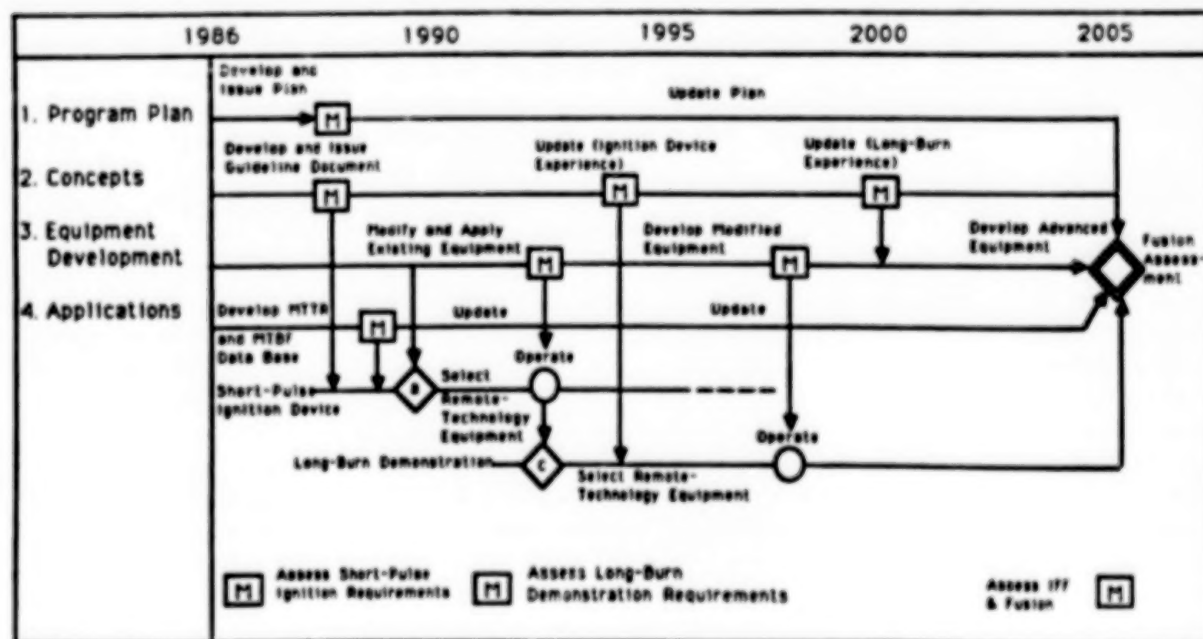 1986 1990 1995 2000 2005
Develop and
Issue Plan
Update Plan
1. Program Plan
M
Develop and Issue
Guideline Document
Update (Ignition Device
Experience)
Update (Long-Burn
Experience)
2. Concepts
M M M
3. Equipment
Development
Modify and Apply
Existing Equipment
Develop Modified
Equipment
Develop Advanced
Equipment
Fusion
Assess-
ment
M M
4. Applications
Develop MTTR
and MTBF
Data Base
M
Update Update
Operate
Short-Pulse
Ignition Device
B
Select
Remote-
Technology
Equipment
Operate
Long-Burn Demonstration
C
Select Remote-
Technology Equipment
M Assess Short-Pulse
Ignition Requirements
M Assess Long-Burn
Demonstration Requirements
Assess
& Fusion
M